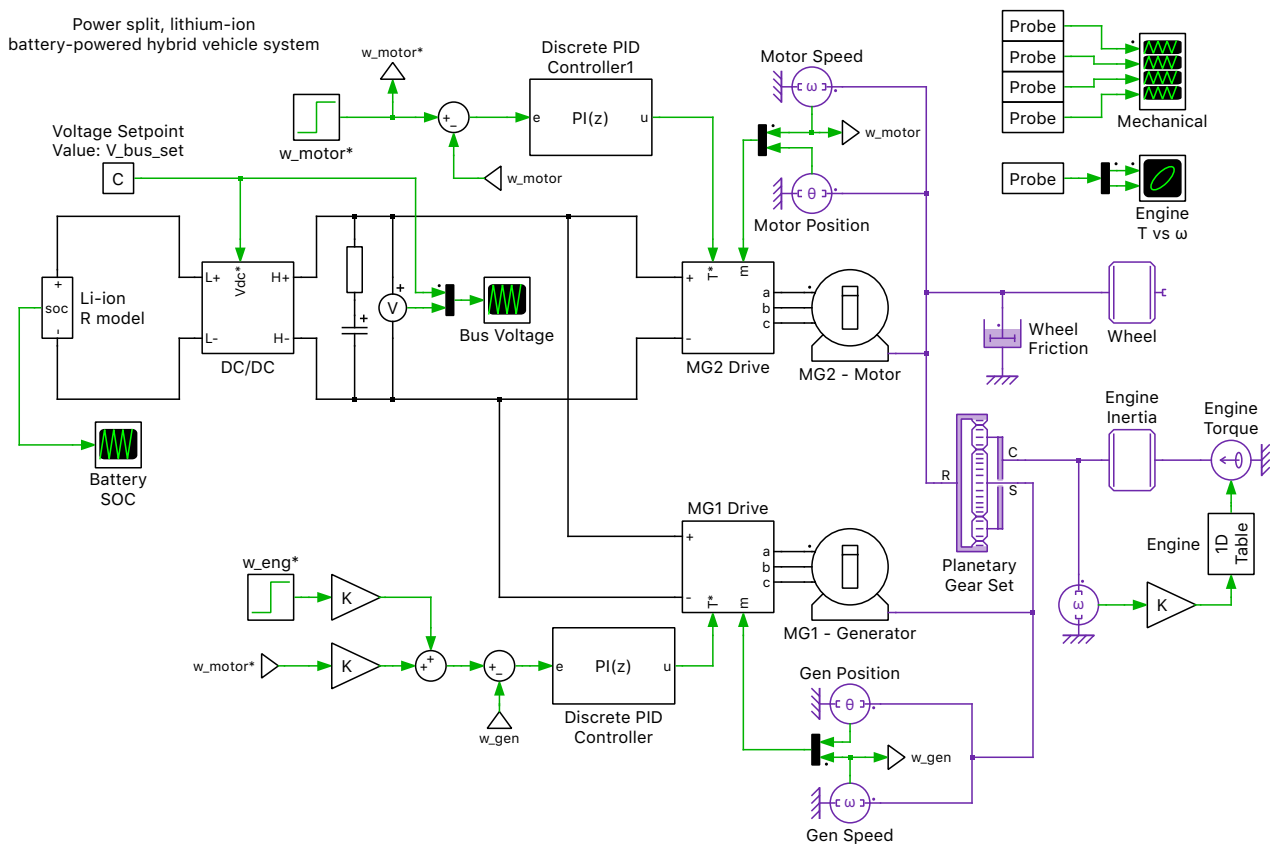 Power split, lithium-ion
battery-powered hybrid vehicle system
w_motor*
Discrete PID
Controller1
Motor Speed
Probe
Probe
Probe
Probe
Mechanical
w_motor*
+
−
e
PI(z)
u
ω
w_motor
w_motor
Voltage Setpoint
Value: V_bus_set
C
θ
Motor Position
Probe
Engine
T vs ω
+
soc
-
Li-ion
R model
L+
L-
Vdc*
H+
H-
DC/DC
+
+
V
Bus Voltage
+
-
T*
m
a
b
c
MG2 Drive
MG2 - Motor
Wheel
Friction
Wheel
Battery
SOC
Engine
Inertia
Engine
Torque
R
C
S
Planetary
Gear Set
Engine
1D
Table
ω
K
MG1 Drive
+
-
T*
m
a
b
c
MG1 - Generator
w_eng*
K
w_motor*
K
+
+
+
−
w_gen
e
PI(z)
u
Discrete PID
Controller
Gen Position
θ
w_gen
ω
Gen Speed